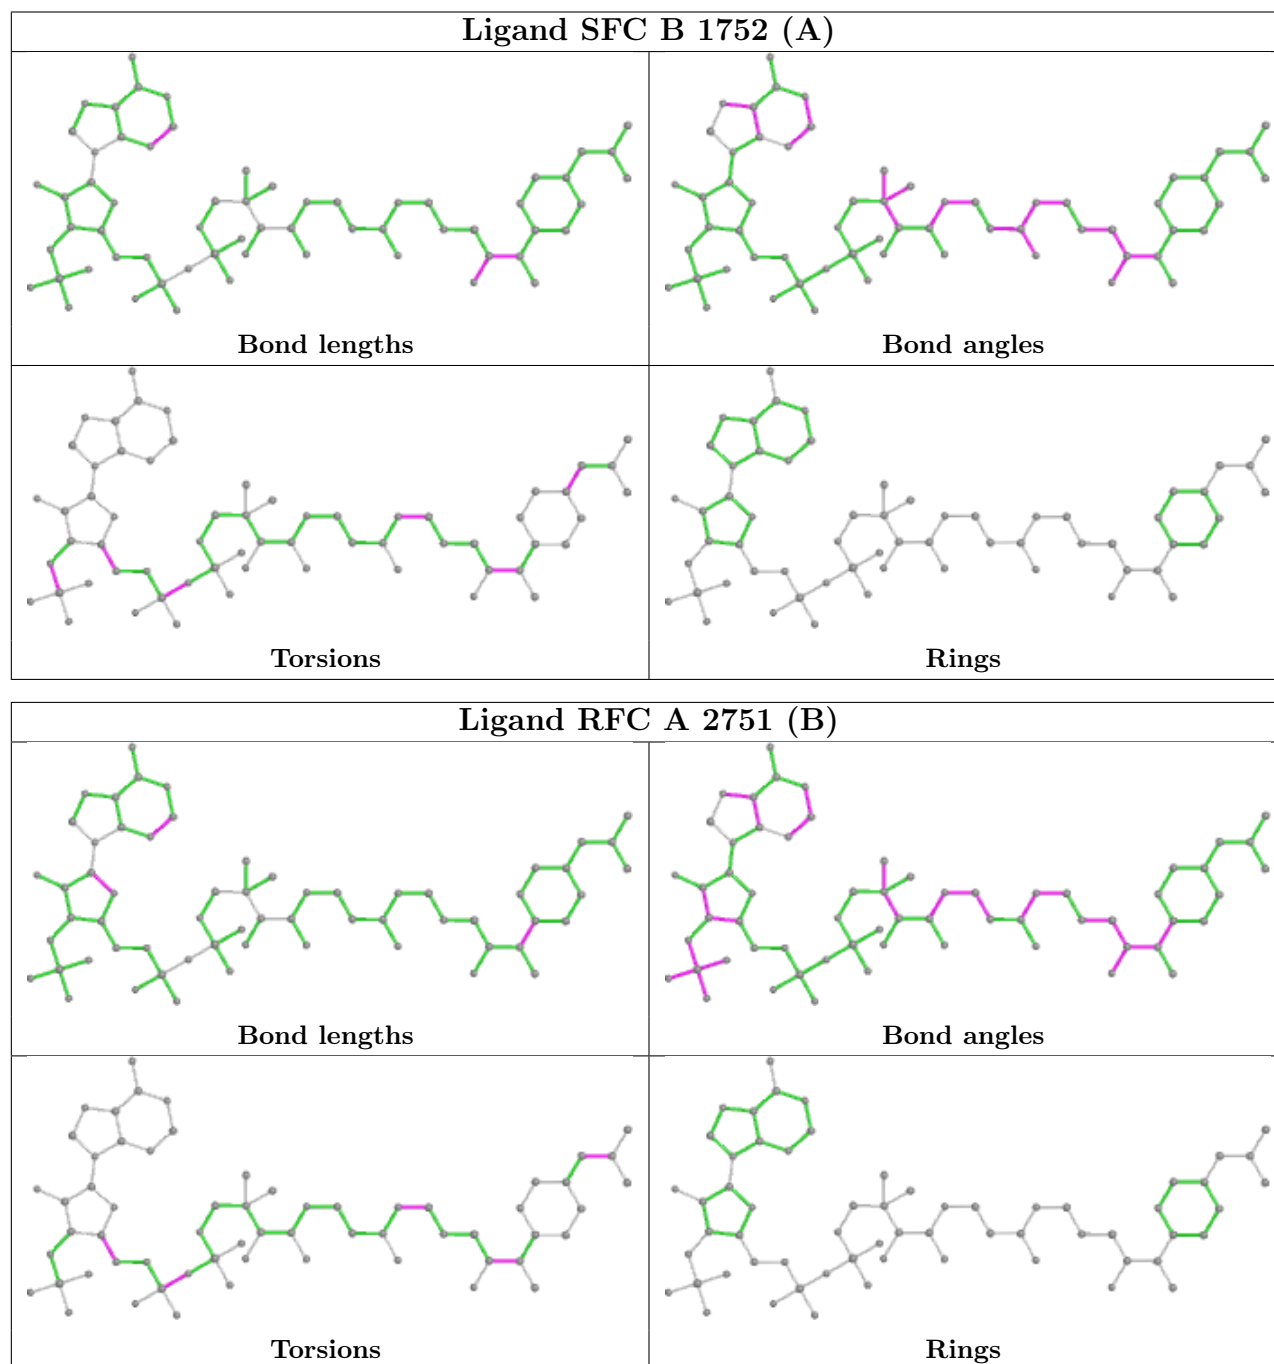 Ligand SFC B 1752 (A)
Bond lengths
Bond angles
Torsions
Rings
Ligand RFC A 2751 (B)
Bond lengths
Bond angles
Torsions
Rings